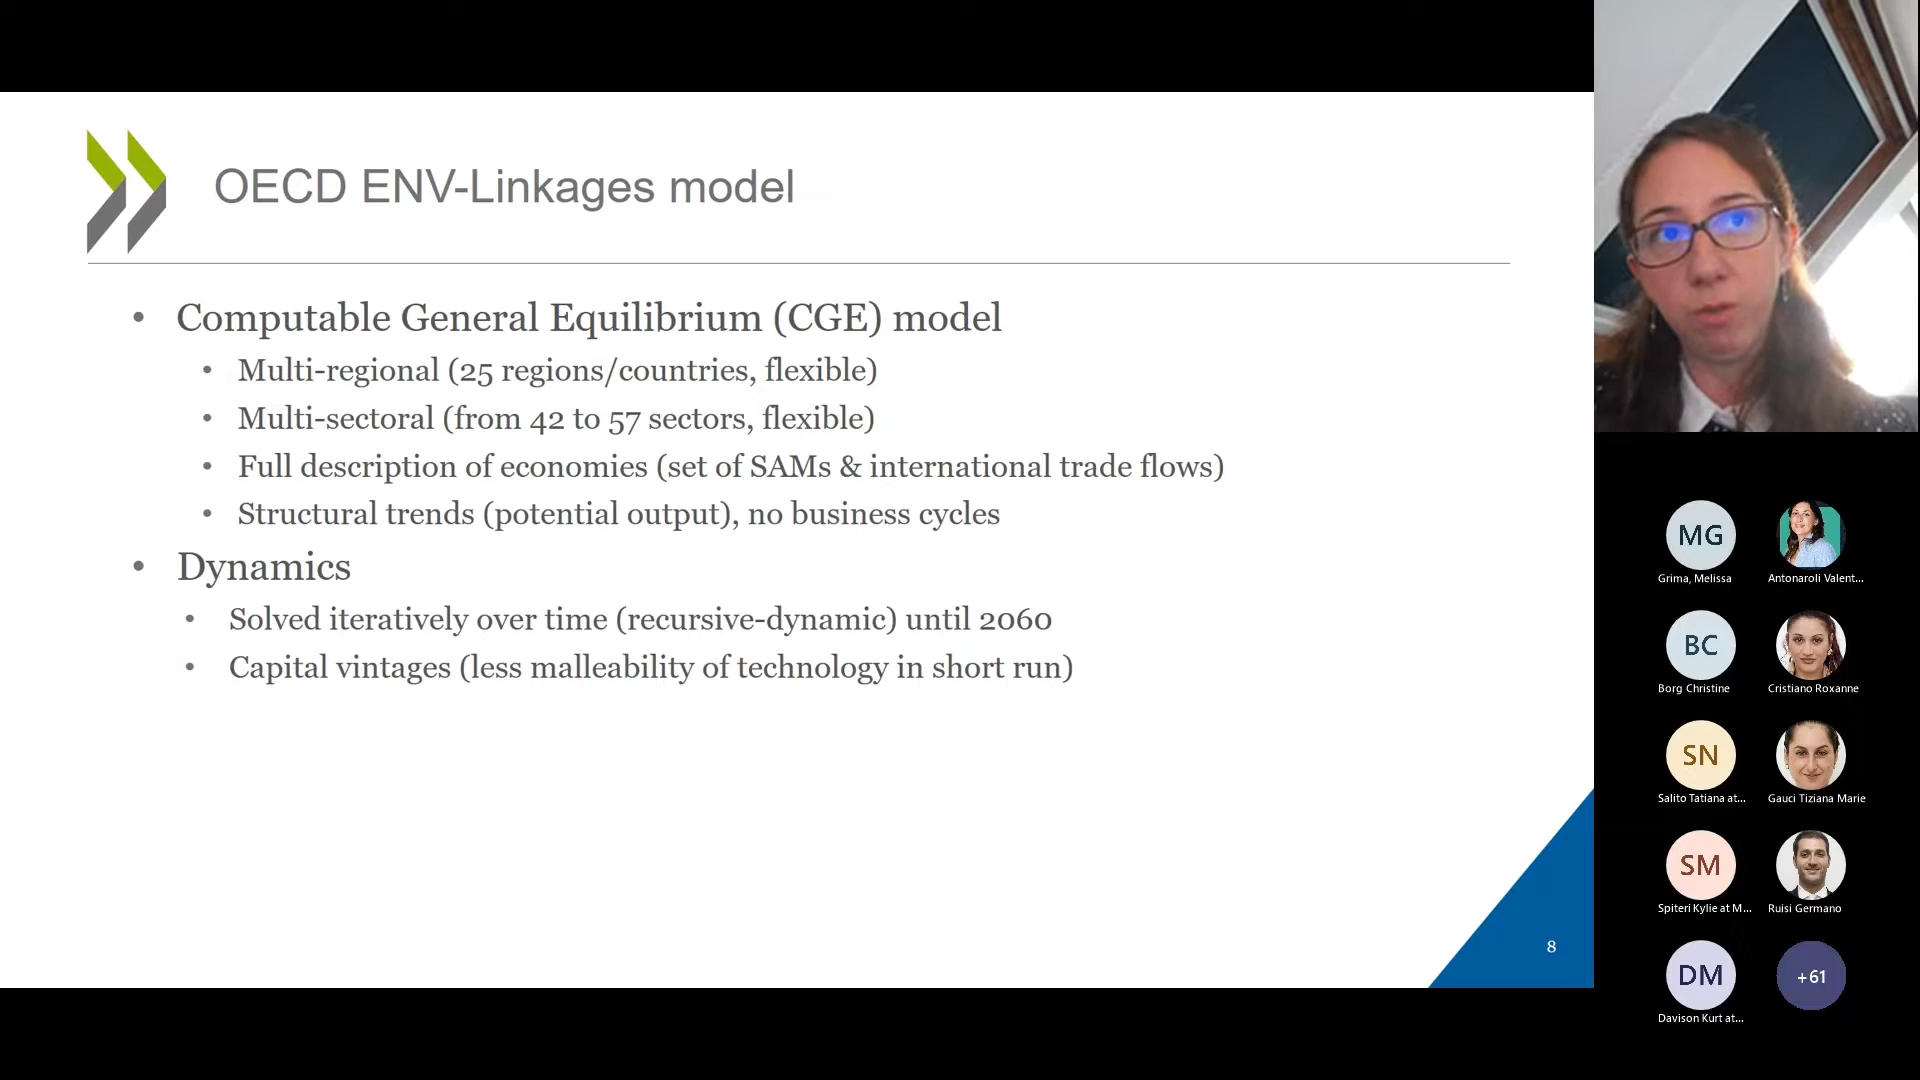 OECD ENV-Linkages model
• Computable General Equilibrium (CGE) model
• Multi-regional (25 regions/countries, flexible)
• Multi-sectoral (from 42 to 57 sectors, flexible)
• Full description of economies (set of SAMs & international trade flows)
• Structural trends (potential output), no business cycles
• Dynamics
• Solved iteratively over time (recursive-dynamic) until 2060
• Capital vintages (less malleability of technology in short run)
8
MG
Grima, Melissa
Antonaroli Valent...
BC
Borg Christine
Cristiano Roxanne
SN
Salito Tatiana at...
Gauci Tiziana Marie
SM
Spiteri Kylie at M...
Ruisi Germano
DM
+61
Davison Kurt at...